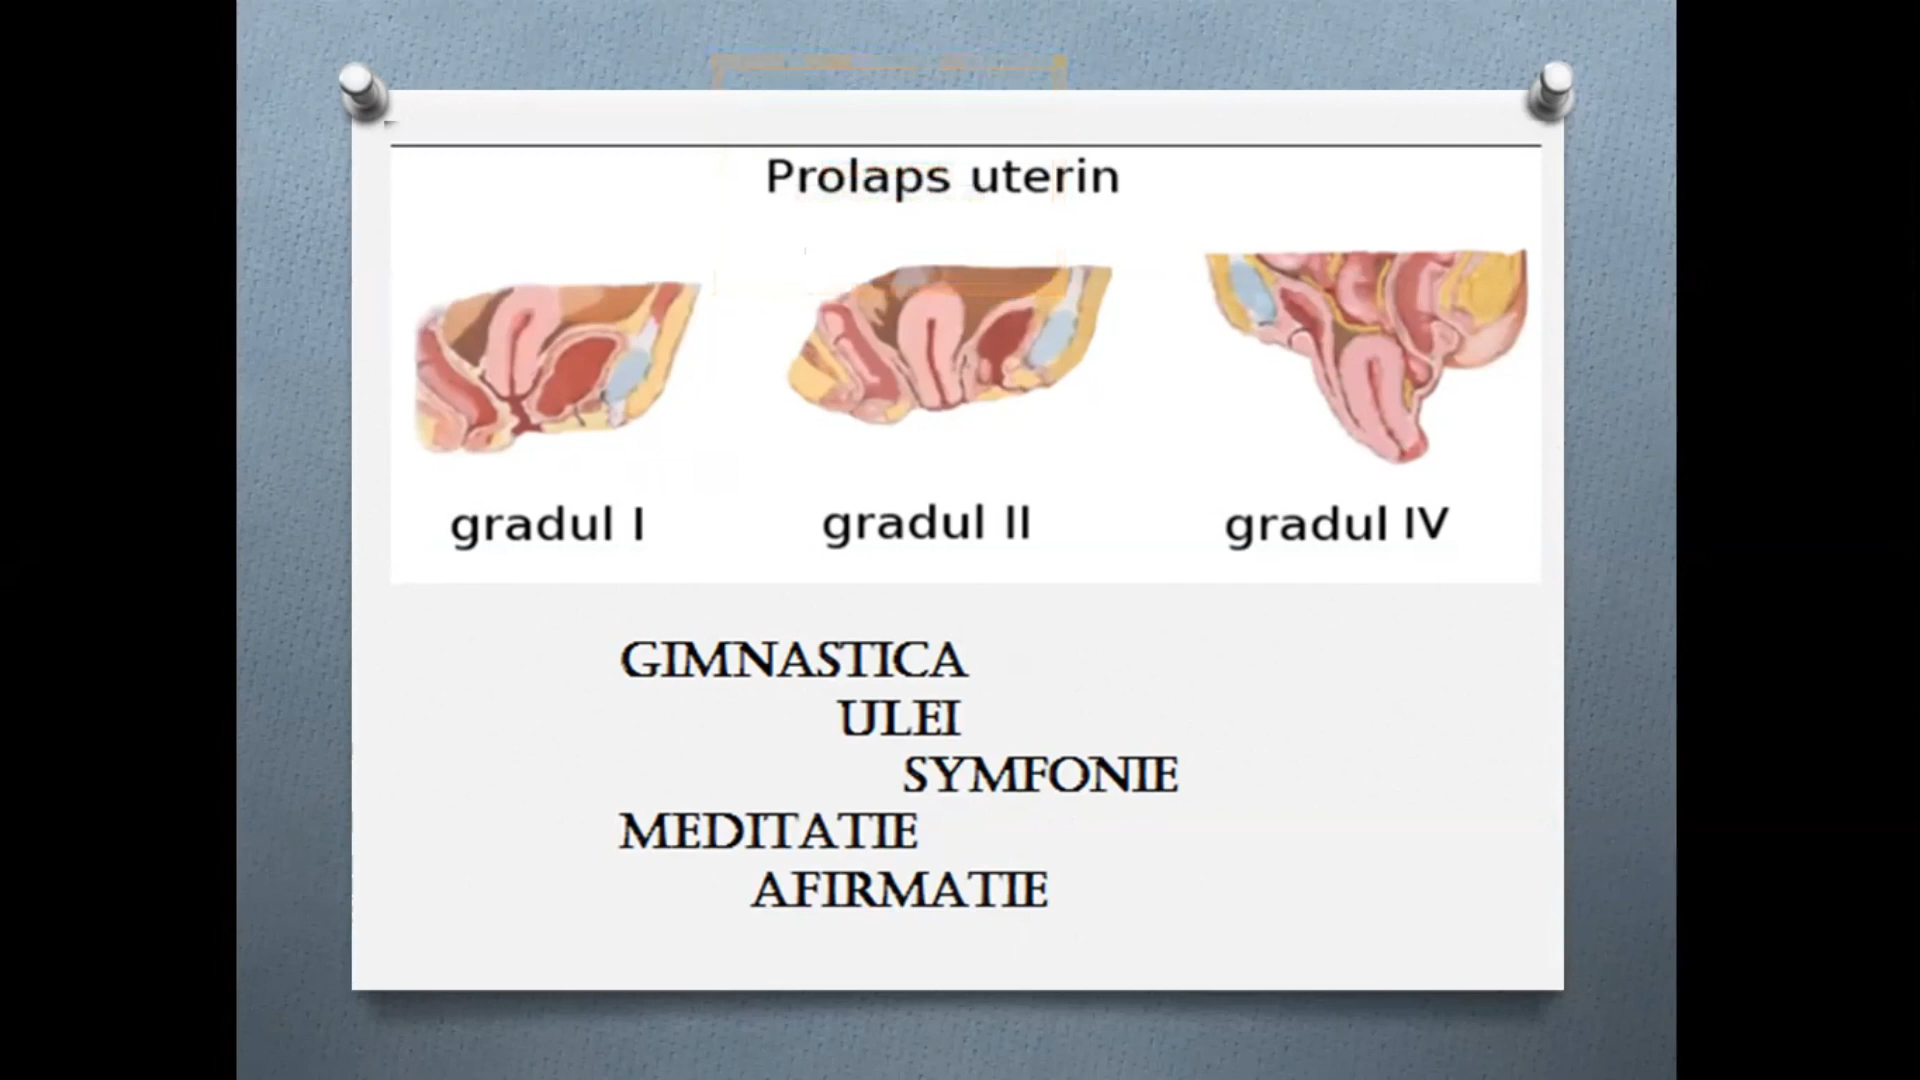 Prolaps uterin
gradul I gradul II gradul IV
GIMNASTICA
ULEI
SYMFONIE
MEDITATIE
AFIRMATIE